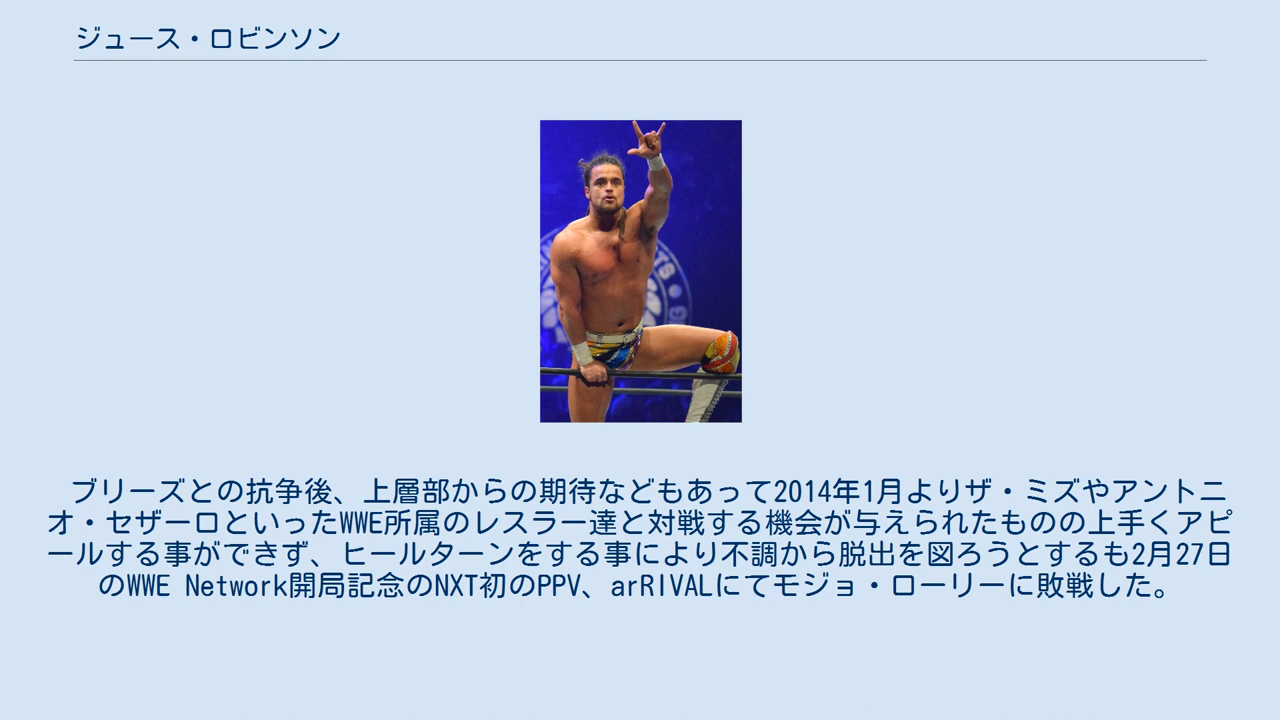 ジュース・ロビンソン
ブリーズとの抗争後、上層部からの期待などもあって2014年1月よりザ・ミズやアントニ
オ・セザーロといったWWE所属のレスラー達と対戦する機会が与えられたものの上手くアピ
ールする事ができず、ヒールターンをする事により不調から脱出を図ろうとするも2月27日
のWWE Network開局記念のNXT初のPPV、arRIVALにてモジョ・ローリーに敗戦した。